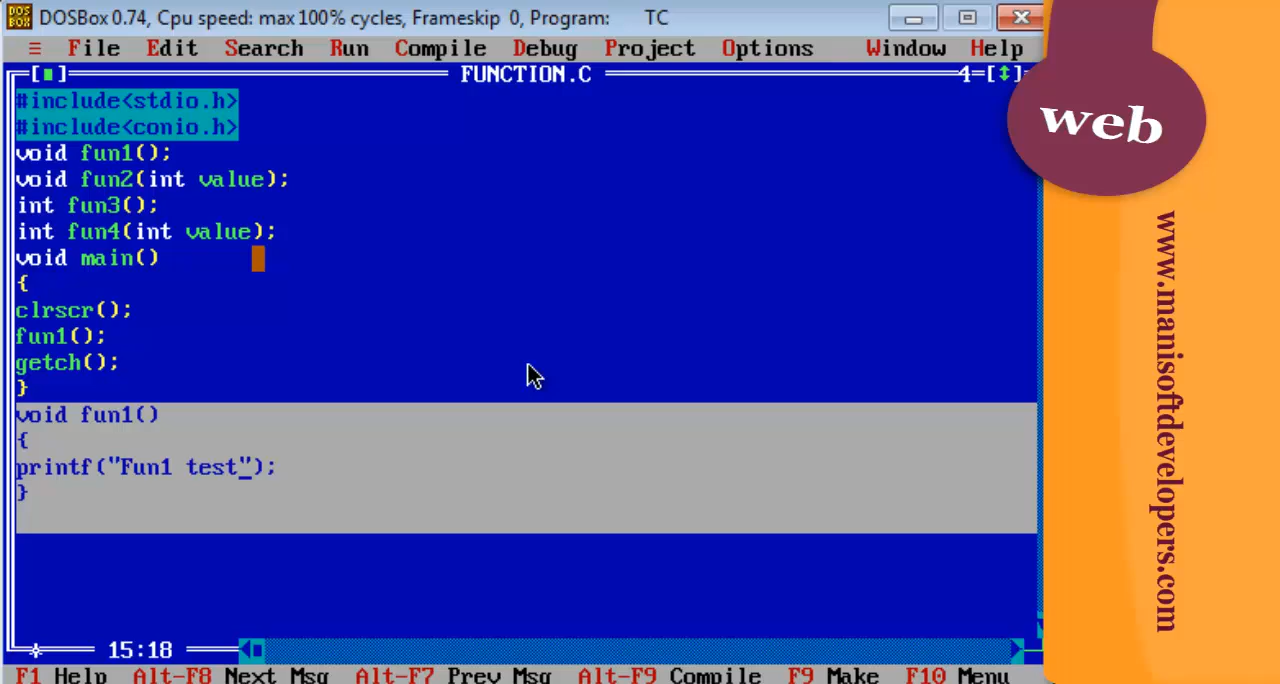 DOSBox 0.74, Cpu speed: max 100% cycles, Frameskip 0, Program: TC
≡ File Edit Search Run Compile Debug Project Options Window Help
[■] FUNCTION.C 4=[↕]
#include<stdio.h>
#include<conio.h>
void fun1();
void fun2(int value);
int fun3();
int fun4(int value);
void main()
{
clrscr();
fun1();
getch();
}
void fun1()
{
printf("Fun1 test");
}
15:18
F1 Help Alt-F8 Next Msg Alt-F7 Prev Msg Alt-F9 Compile F9 Make F10 Menu
web
www.manisoftdevelopers.com